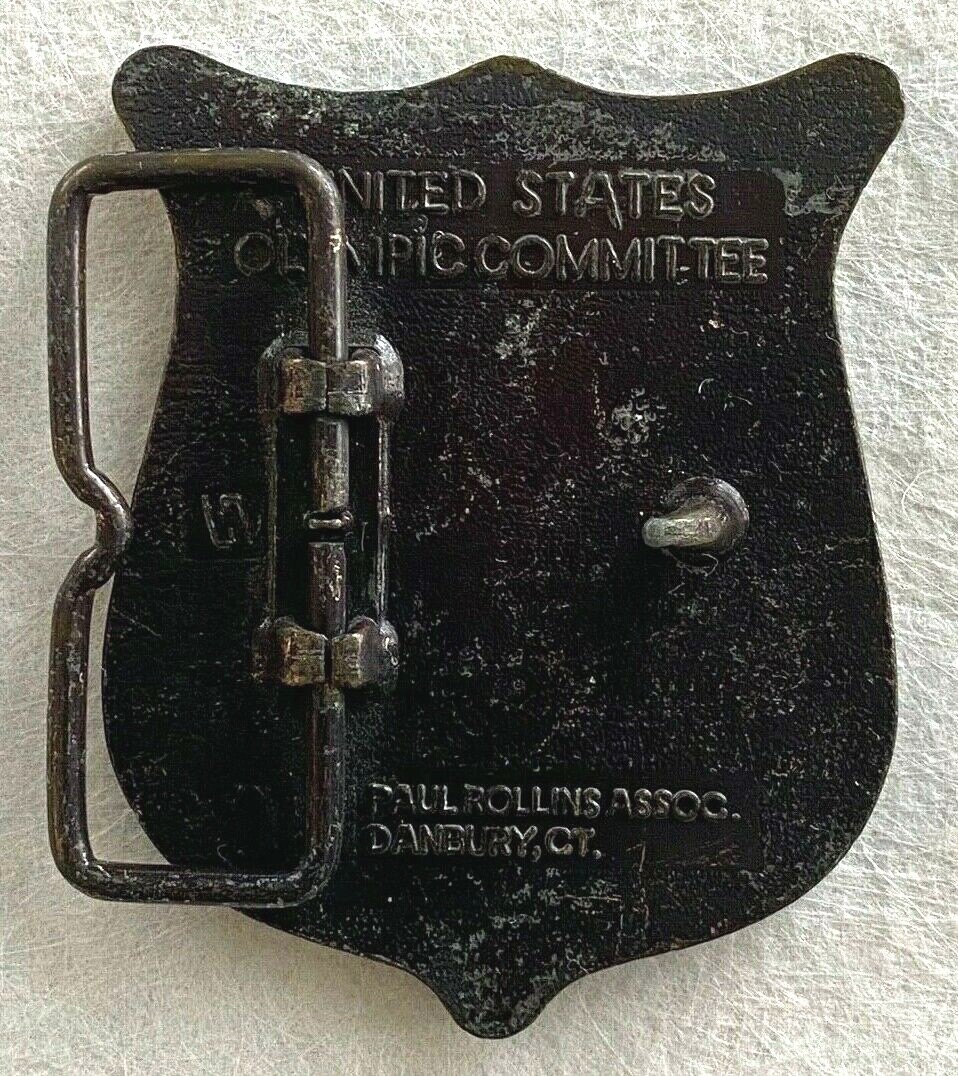 UNITED STATES
OLYMPIC COMMITTEE
PAUL ROLLINS ASSOC.
DANBURY, CT.